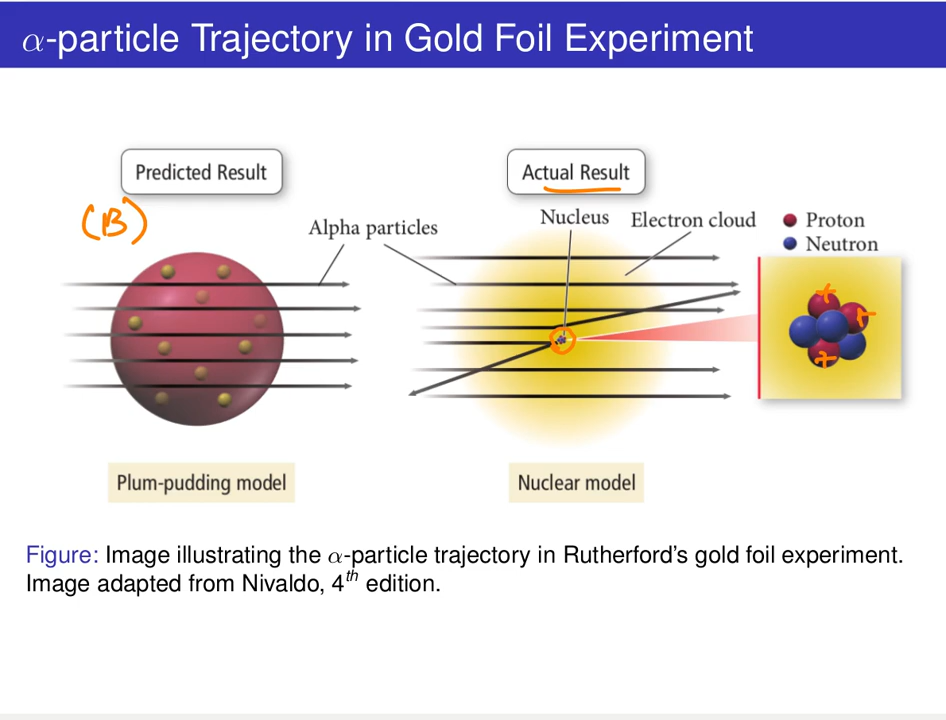 α-particle Trajectory in Gold Foil Experiment
Predicted Result
Actual Result
(B)
Alpha particles
Nucleus
Electron cloud
Proton
Neutron
+
+
+
Plum-pudding model
Nuclear model
Figure: Image illustrating the α-particle trajectory in Rutherford's gold foil experiment.
Image adapted from Nivaldo, 4th edition.